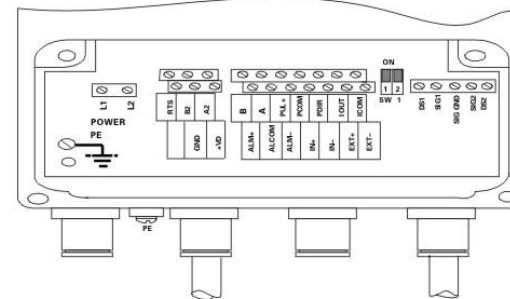 ON
1 2
SW 1
L1 L2
POWER
PE
RTS B2 A2
GND +VD
B A PUL+ PCOM PDIR IOUT ICOM
ALM+ ALCOM ALM- IN+ IN- EXT+ EXT-
DS1 SIG1 SIG GND SIG2 DS2
PE